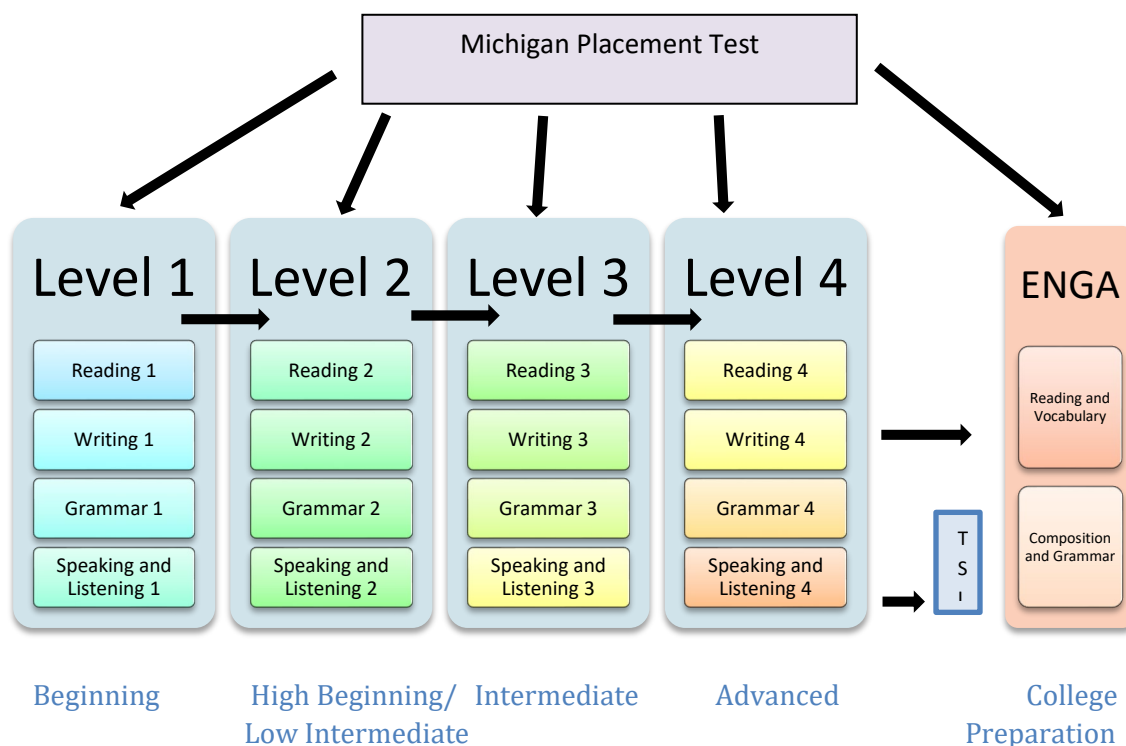 Michigan Placement Test
Level 1
Reading 1
Writing 1
Grammar 1
Speaking and
Listening 1
Level 2
Reading 2
Writing 2
Grammar 2
Speaking and
Listening 2
Level 3
Reading 3
Writing 3
Grammar 3
Speaking and
Listening 3
Level 4
Reading 4
Writing 4
Grammar 4
Speaking and
Listening 4
T
S
I
ENGA
Reading and
Vocabulary
Composition
and Grammar
Beginning
High Beginning/
Low Intermediate
Intermediate
Advanced
College
Preparation